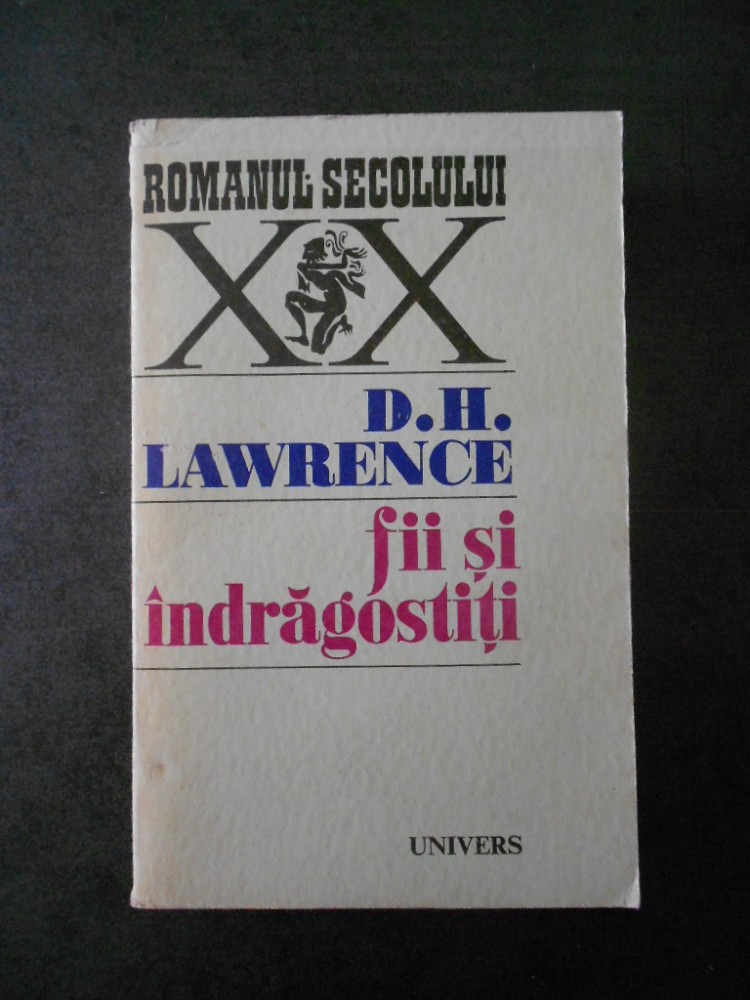 ROMANUL SECOLULUI
XX
D.H.
LAWRENCE
fii și
îndrăgostiți
UNIVERS